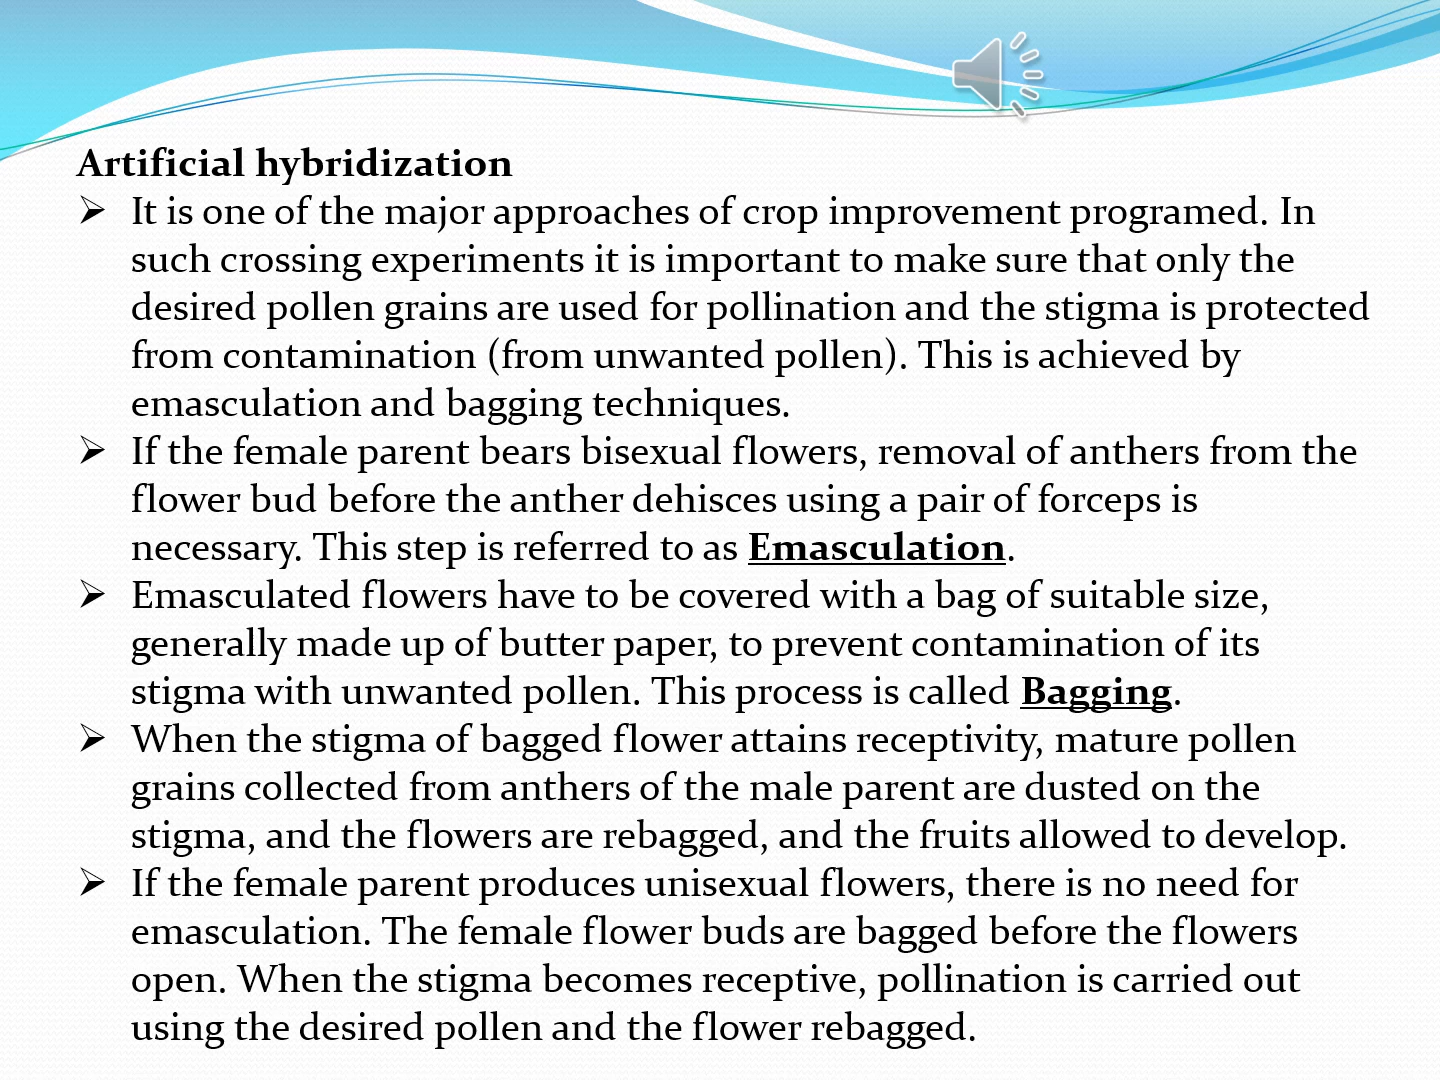 Artificial hybridization
➢ It is one of the major approaches of crop improvement programed. In
such crossing experiments it is important to make sure that only the
desired pollen grains are used for pollination and the stigma is protected
from contamination (from unwanted pollen). This is achieved by
emasculation and bagging techniques.
➢ If the female parent bears bisexual flowers, removal of anthers from the
flower bud before the anther dehisces using a pair of forceps is
necessary. This step is referred to as Emasculation.
➢ Emasculated flowers have to be covered with a bag of suitable size,
generally made up of butter paper, to prevent contamination of its
stigma with unwanted pollen. This process is called Bagging.
➢ When the stigma of bagged flower attains receptivity, mature pollen
grains collected from anthers of the male parent are dusted on the
stigma, and the flowers are rebagged, and the fruits allowed to develop.
➢ If the female parent produces unisexual flowers, there is no need for
emasculation. The female flower buds are bagged before the flowers
open. When the stigma becomes receptive, pollination is carried out
using the desired pollen and the flower rebagged.